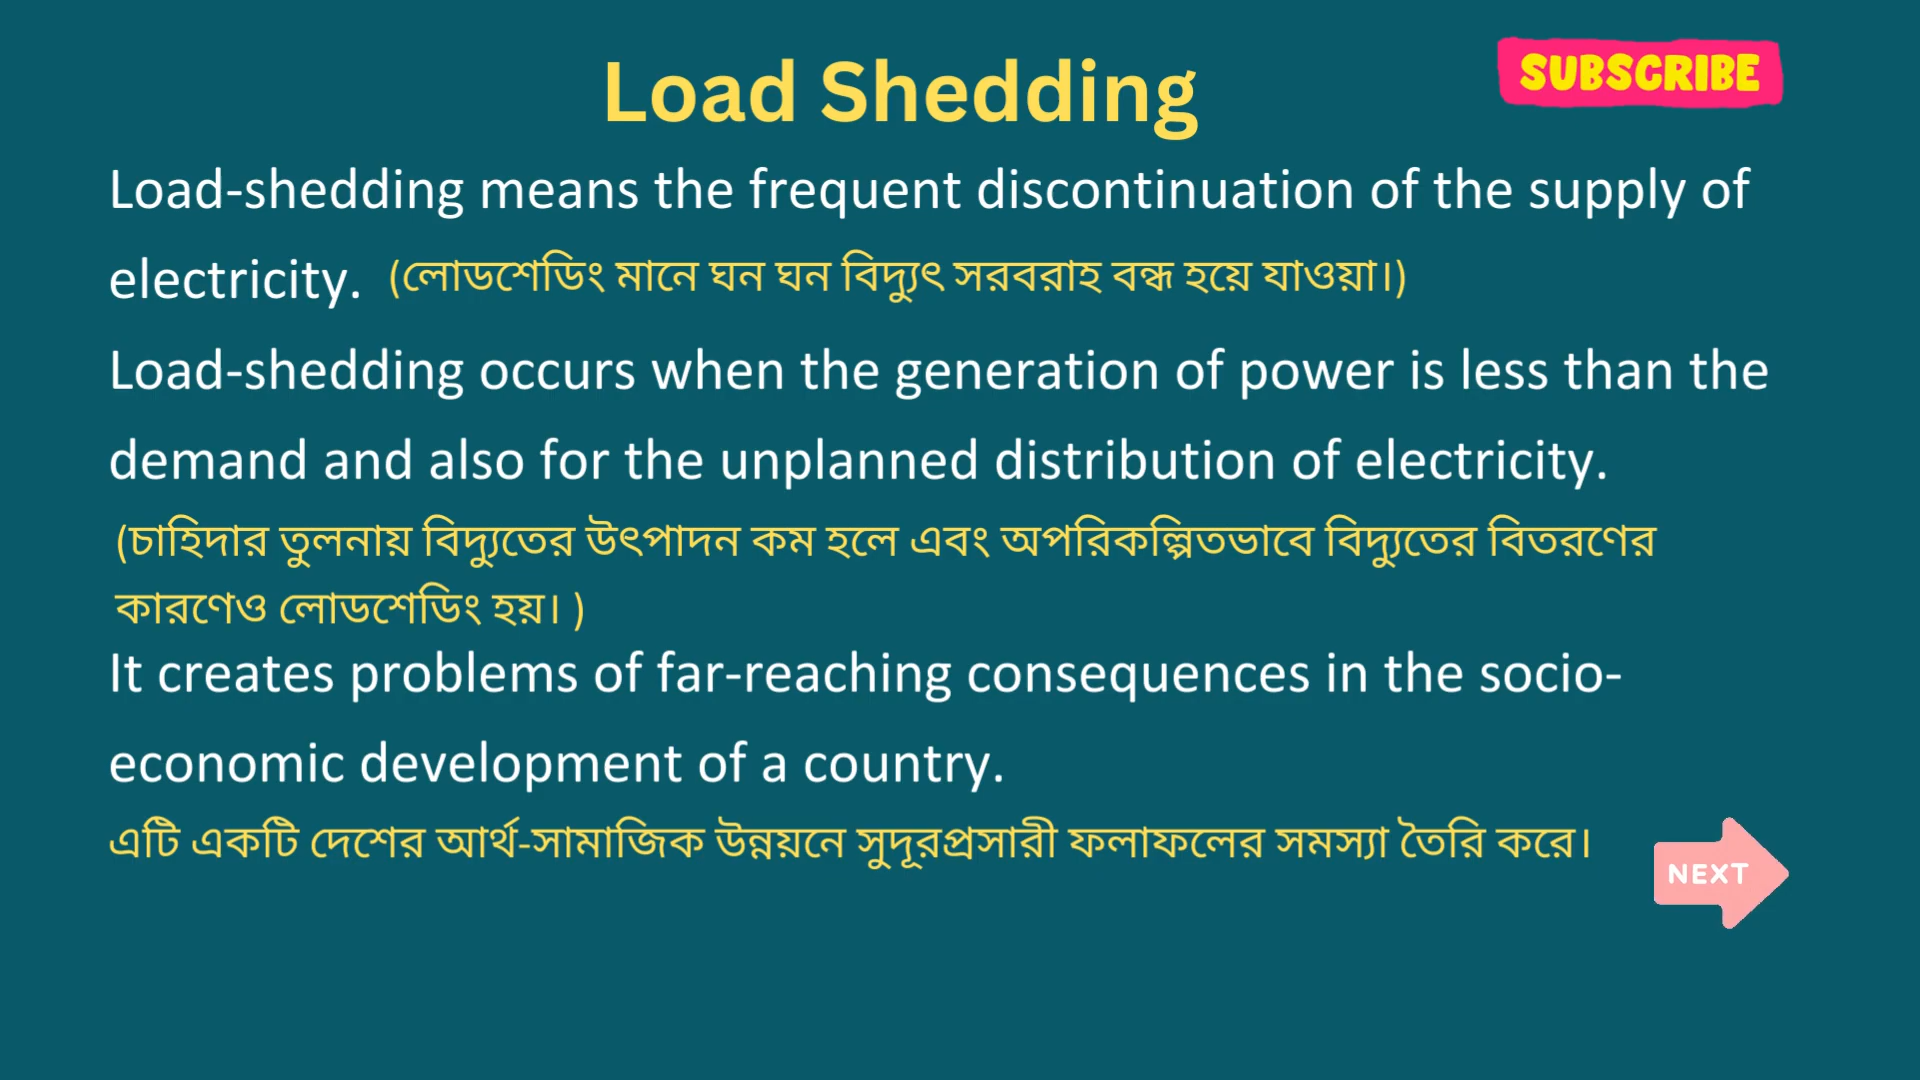 Load Shedding
SUBSCRIBE
Load-shedding means the frequent discontinuation of the supply of
electricity. (লোডশেডিং মানে ঘন ঘন বিদ্যুৎ সরবরাহ বন্ধ হয়ে যাওয়া।)
Load-shedding occurs when the generation of power is less than the
demand and also for the unplanned distribution of electricity.
(চাহিদার তুলনায় বিদ্যুতের উৎপাদন কম হলে এবং অপরিকল্পিতভাবে বিদ্যুতের বিতরণের
কারণেও লোডশেডিং হয়। )
It creates problems of far-reaching consequences in the socio-
economic development of a country.
এটি একটি দেশের আর্থ-সামাজিক উন্নয়নে সুদূরপ্রসারী ফলাফলের সমস্যা তৈরি করে।
NEXT